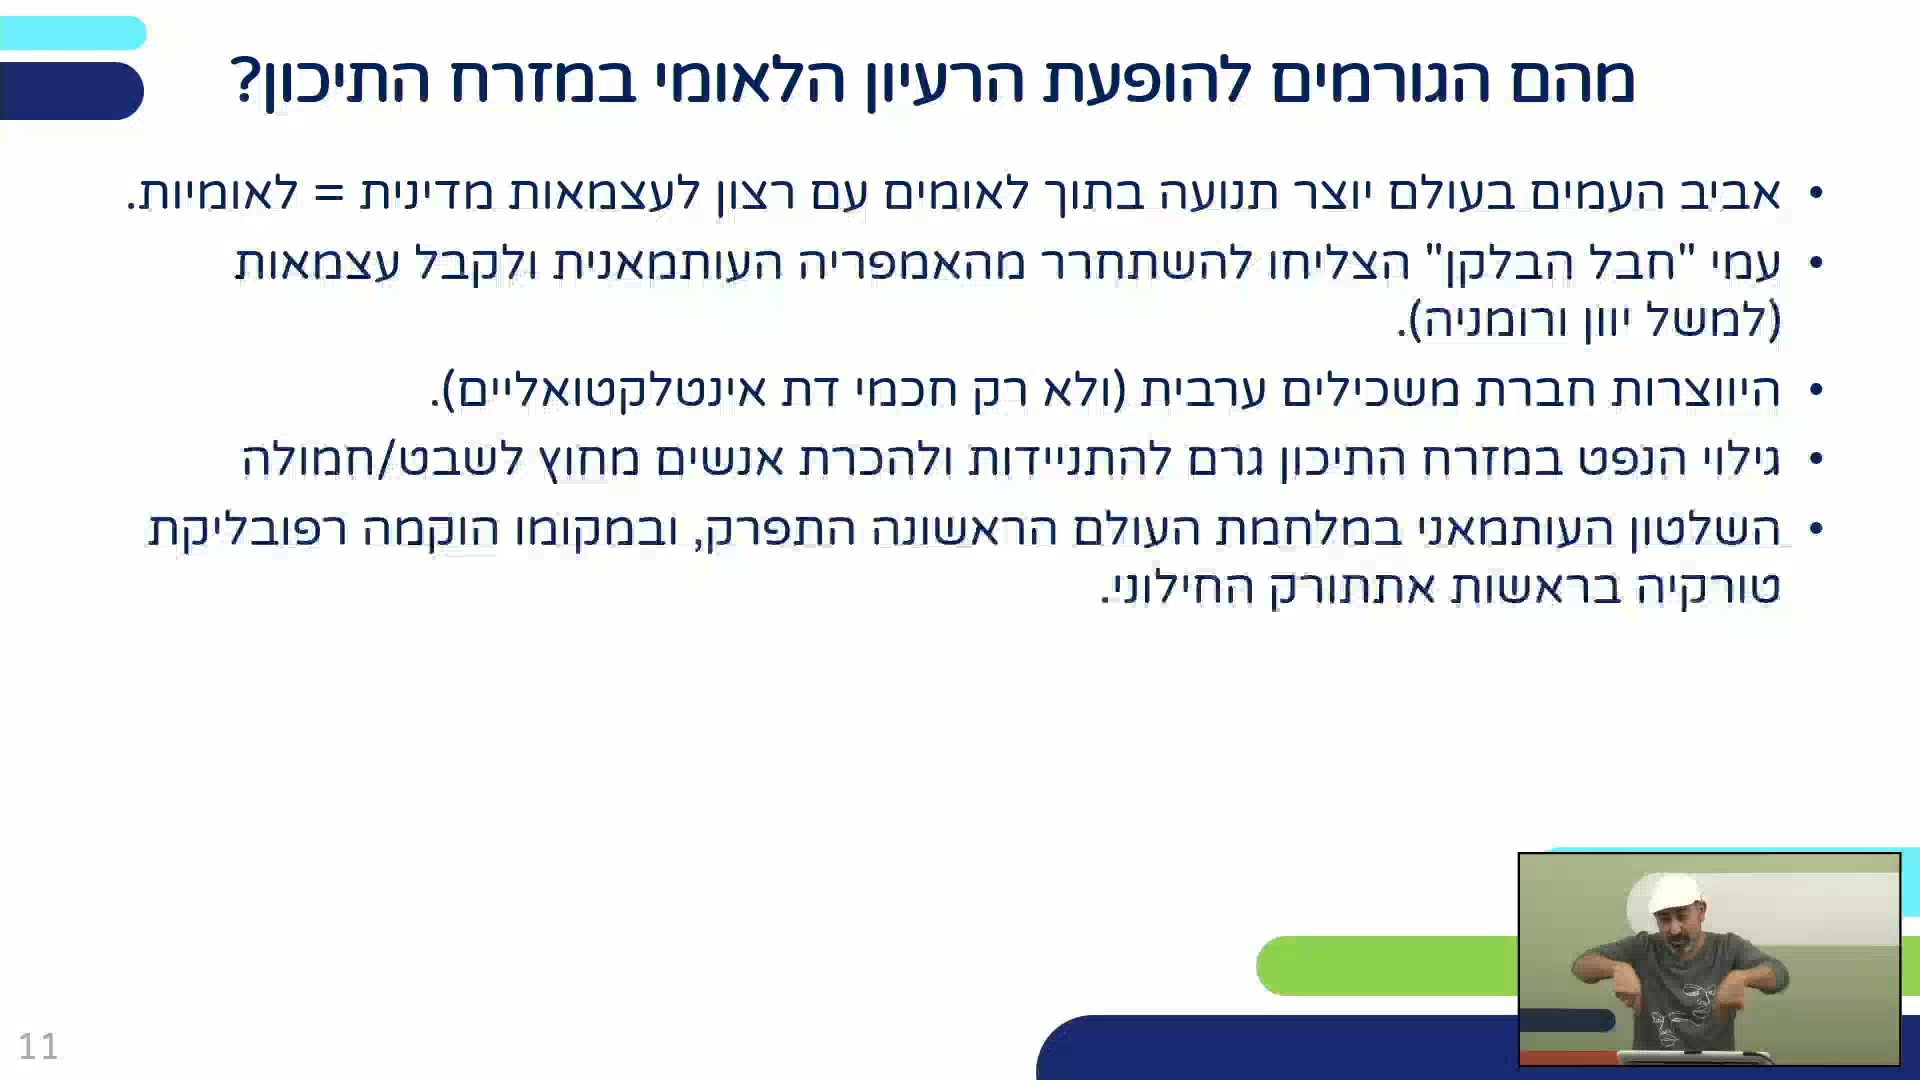 מהם הגורמים להופעת הרעיון הלאומי במזרח התיכון?
• אביב העמים בעולם יוצר תנועה בתוך לאומים עם רצון לעצמאות מדינית = לאומיות.
• עמי "חבל הבלקן" הצליחו להשתחרר מהאמפריה העותמאנית ולקבל עצמאות
(למשל יוון ורומניה).
• היווצרות חברת משכילים ערבית (ולא רק חכמי דת אינטלקטואליים).
• גילוי הנפט במזרח התיכון גרם להתניידות ולהכרת אנשים מחוץ לשבט/חמולה
• השלטון העותמאני במלחמת העולם הראשונה התפרק, ובמקומו הוקמה רפובליקת
טורקיה בראשות אתתורק החילוני.
11